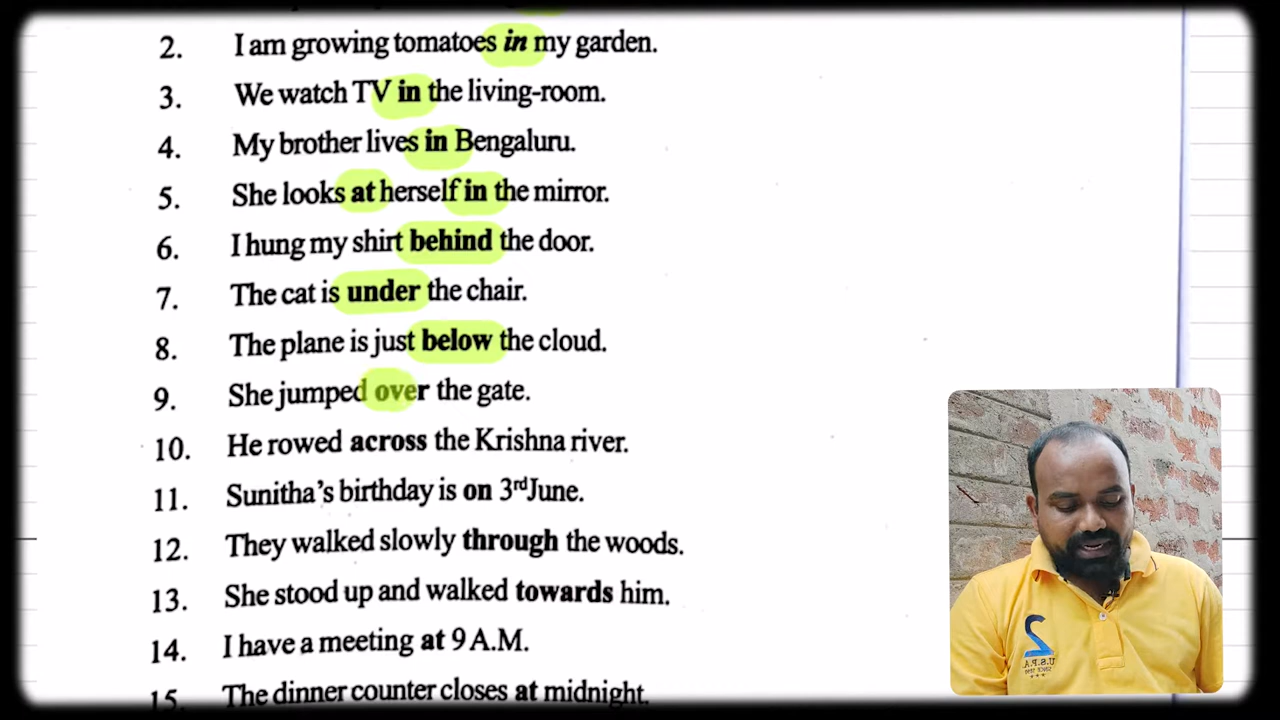 2. I am growing tomatoes in my garden.
3. We watch TV in the living-room.
4. My brother lives in Bengaluru.
5. She looks at herself in the mirror.
6. I hung my shirt behind the door.
7. The cat is under the chair.
8. The plane is just below the cloud.
9. She jumped over the gate.
10. He rowed across the Krishna river.
11. Sunitha's birthday is on 3rd June.
12. They walked slowly through the woods.
13. She stood up and walked towards him.
14. I have a meeting at 9 A.M.
15. The dinner counter closes at midnight.
2
U.S.P.A.
SINCE 1890